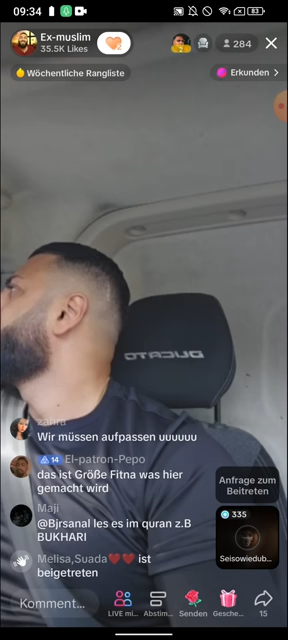 09:34
83
Ex-muslim
35.5K Likes
284
Wöchentliche Rangliste
Erkunden
DUCATO
zahra
Wir müssen aufpassen uuuuuu
14 El-patron-Pepo
das ist Größe Fitna was hier
gemacht wird
Anfrage zum
Beitreten
Maji
@Bjrsanal les es im quran z.B
BUKHARI
335
Seisowiedub...
Melisa,Suada❤️❤️ ist
beigetreten
Komment...
LIVE mi...
Abstim...
Senden
Gesche...
15